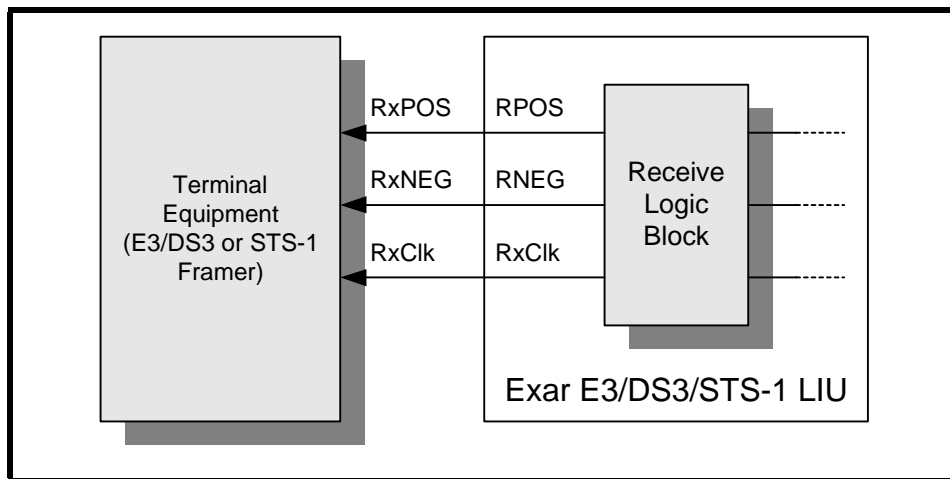 Terminal
Equipment
(E3/DS3 or STS-1
Framer)
RxPOS
RPOS
RxNEG
RNEG
RxClk
RxClk
Receive
Logic
Block
Exar E3/DS3/STS-1 LIU